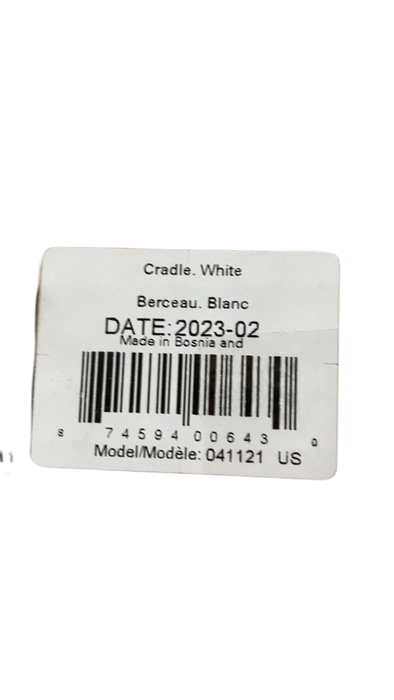 Cradle. White
Berceau. Blanc
DATE:2023-02
Made in Bosnia and
8 74594 00643 0
Model/Modèle: 041121 US